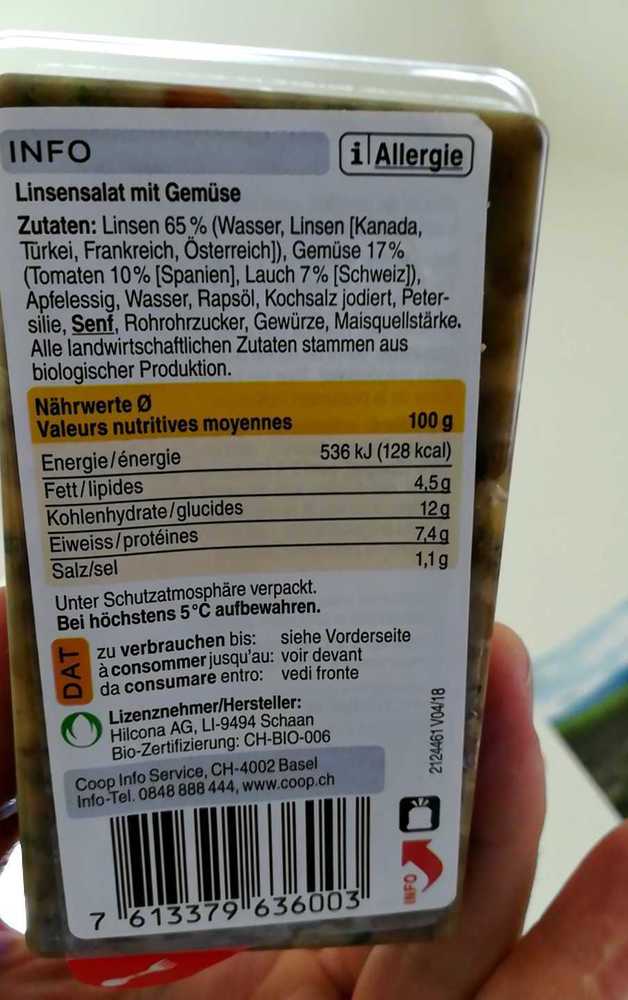 INFO
i Allergie
Linsensalat mit Gemüse
Zutaten: Linsen 65% (Wasser, Linsen [Kanada,
Türkei, Frankreich, Österreich]), Gemüse 17%
(Tomaten 10% [Spanien], Lauch 7% [Schweiz]),
Apfelessig, Wasser, Rapsöl, Kochsalz jodiert, Peter-
silie, Senf, Rohrohrzucker, Gewürze, Maisquellstärke.
Alle landwirtschaftlichen Zutaten stammen aus
biologischer Produktion.
Nährwerte Ø
Valeurs nutritives moyennes 100 g
Energie/énergie 536 kJ (128 kcal)
Fett/lipides 4,5g
Kohlenhydrate/glucides 12g
Eiweiss/protéines 7,4g
Salz/sel 1,1g
Unter Schutzatmosphäre verpackt.
Bei höchstens 5°C aufbewahren.
DAT
zu verbrauchen bis: siehe Vorderseite
à consommer jusqu'au: voir devant
da consumare entro: vedi fronte
Lizenznehmer/Hersteller:
Hilcona AG, LI-9494 Schaan
Bio-Zertifizierung: CH-BIO-006
Coop Info Service, CH-4002 Basel
Info-Tel. 0848 888 444, www.coop.ch
2124461 V04/18
INFO
7 613379 636003